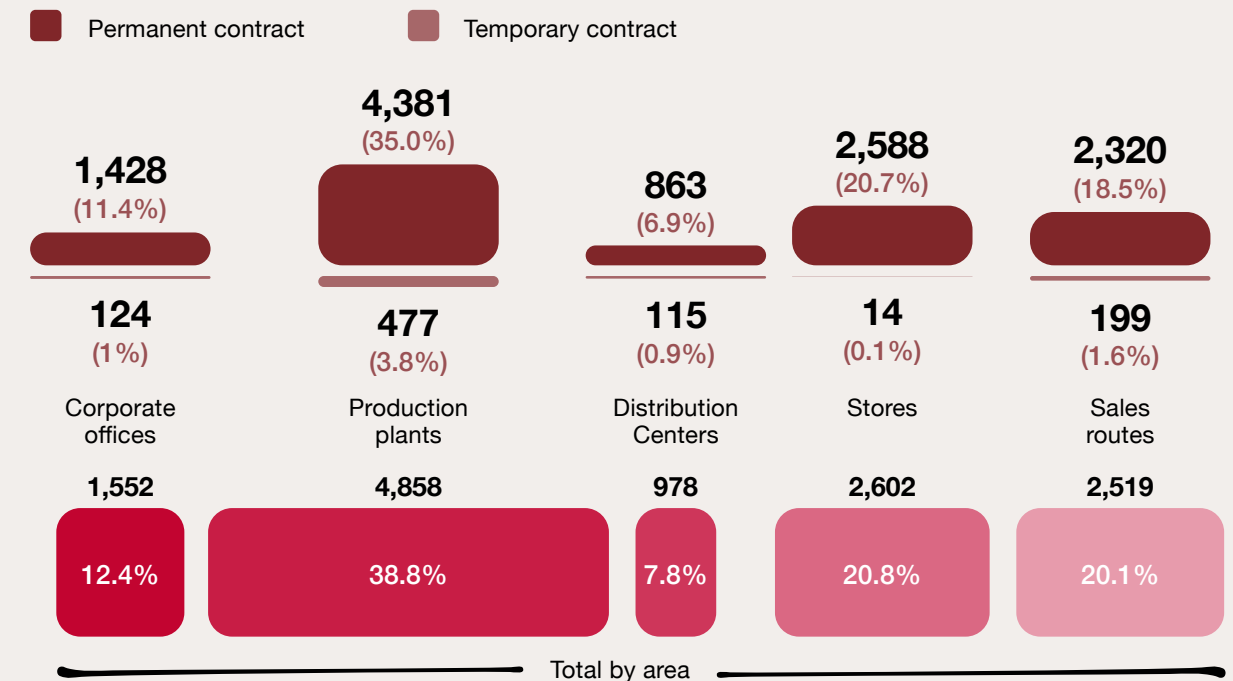 Permanent contract
Temporary contract
1,428
(11.4%)
4,381
(35.0%)
863
(6.9%)
2,588
(20.7%)
2,320
(18.5%)
124
(1%)
477
(3.8%)
115
(0.9%)
14
(0.1%)
199
(1.6%)
Corporate
offices
Production
plants
Distribution
Centers
Stores
Sales
routes
1,552
4,858
978
2,602
2,519
12.4%
38.8%
7.8%
20.8%
20.1%
Total by area